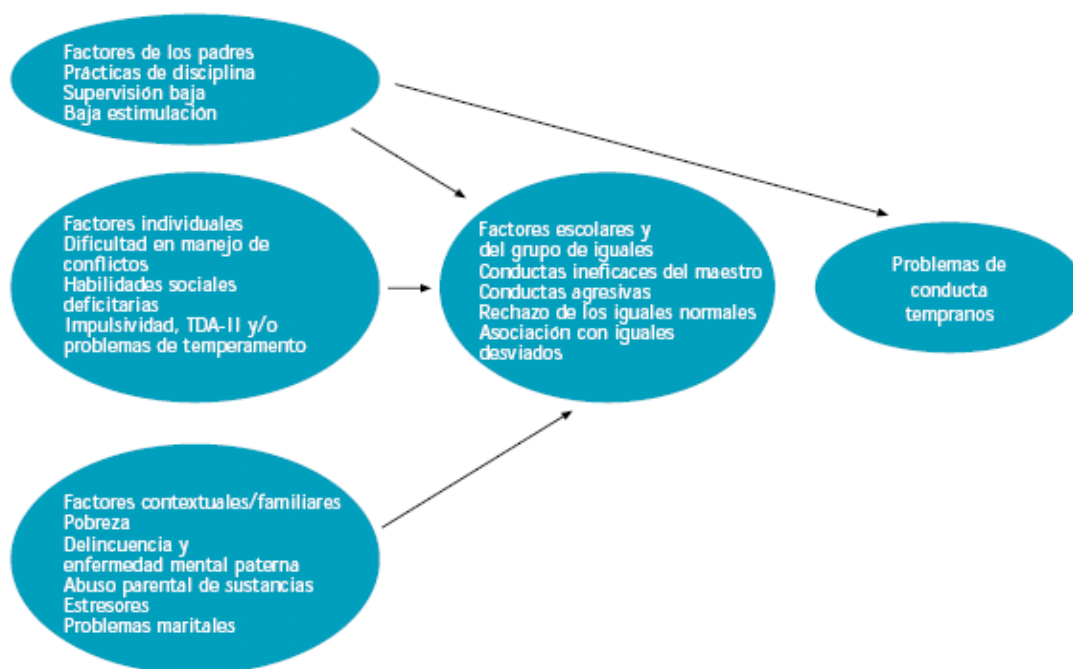 Factores de los padres
Prácticas de disciplina
Supervisión baja
Baja estimulación
Factores individuales
Dificultad en manejo de
conflictos
Habilidades sociales
deficitarias
Impulsividad, TDA-II y/o
problemas de temperamento
Factores contextuales/familiares
Pobreza
Delincuencia y
enfermedad mental paterna
Abuso parental de sustancias
Estresores
Problemas maritales
Factores escolares y
del grupo de iguales
Conductas ineficaces del maestro
Conductas agresivas
Rechazo de los iguales normales
Asociación con iguales
desviados
Problemas de
conducta
tempranos